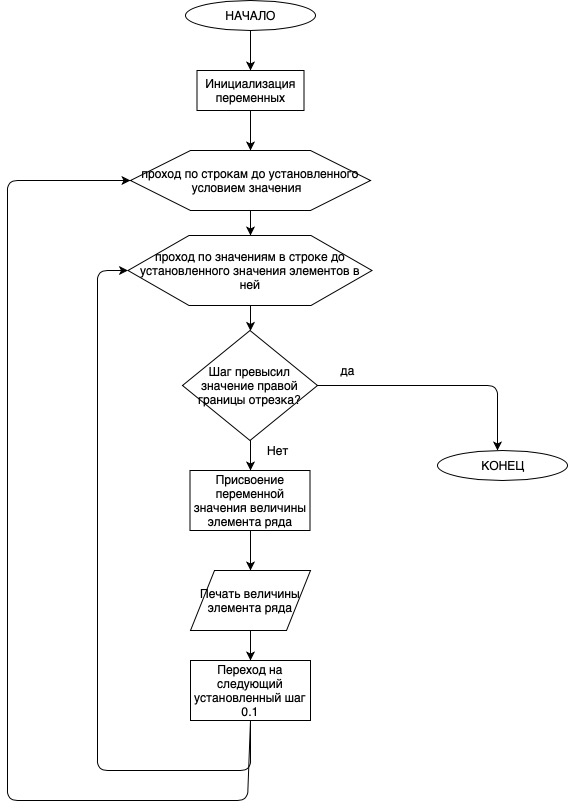 НАЧАЛО
Инициализация
переменных
проход по строкам до установленного
условием значения
проход по значениям в строке до
установленного значения элементов в
ней
Шаг превысил
значение правой
границы отрезка?
да
КОНЕЦ
Нет
Присвоение
переменной
значения величины
элемента ряда
Печать величины
элемента ряда
Переход на
следующий
установленный шаг
0.1